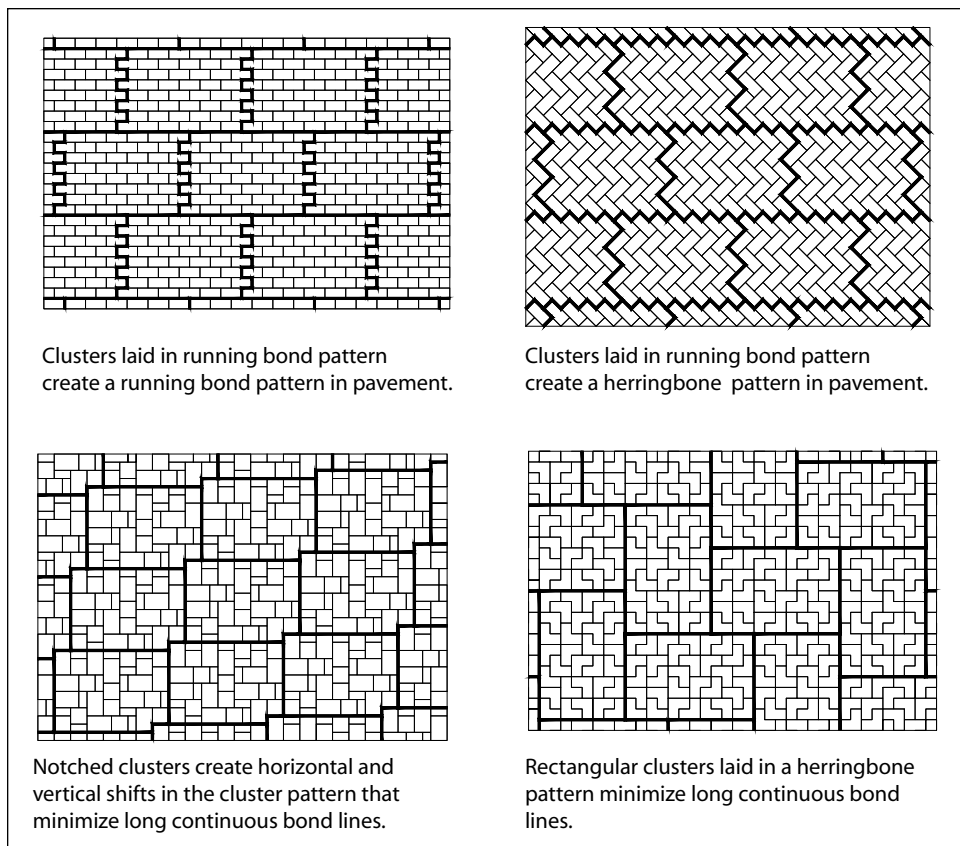 Clusters laid in running bond pattern
create a running bond pattern in pavement.
Clusters laid in running bond pattern
create a herringbone pattern in pavement.
Notched clusters create horizontal and
vertical shifts in the cluster pattern that
minimize long continuous bond lines.
Rectangular clusters laid in a herringbone
pattern minimize long continuous bond
lines.